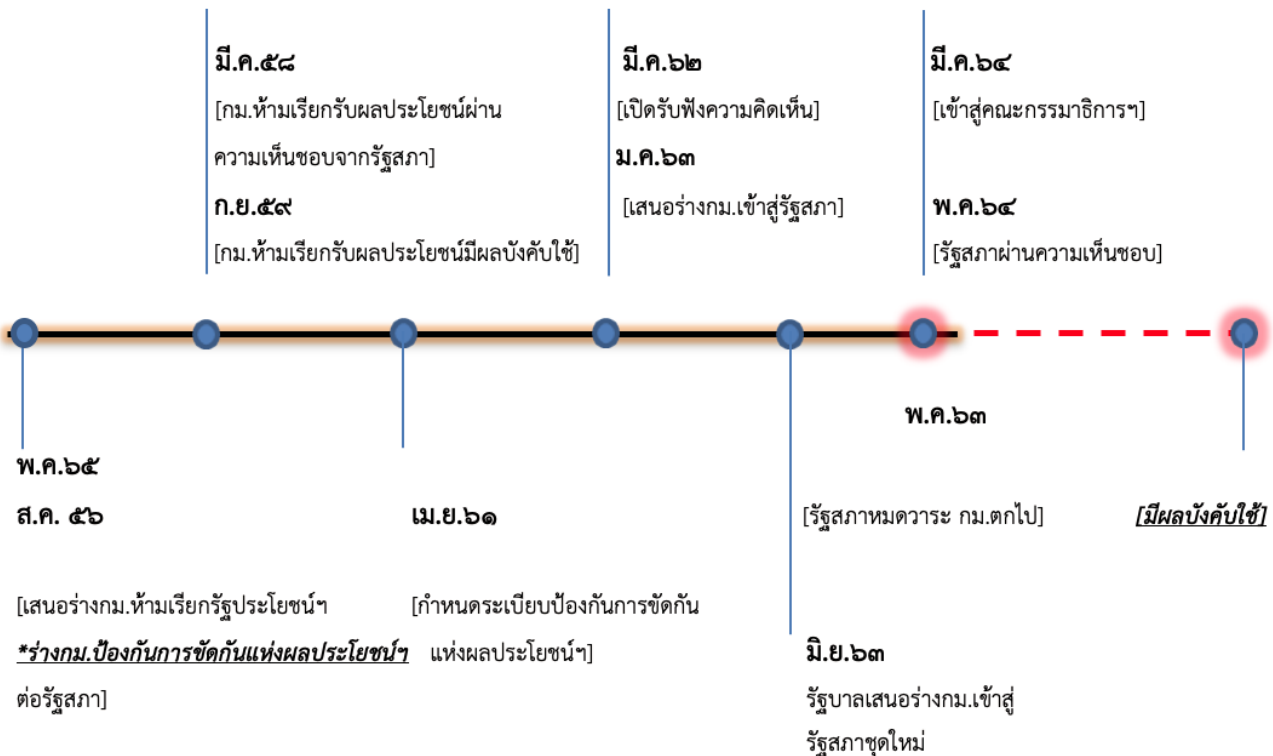 มี.ค.๕๘
[กม.ห้ามเรียกรับผลประโยชน์ผ่าน
ความเห็นชอบจากรัฐสภา]
ก.ย.๕๙
[กม.ห้ามเรียกรับผลประโยชน์มีผลบังคับใช้]
มี.ค.๖๒
[เปิดรับฟังความคิดเห็น]
ม.ค.๖๓
[เสนอร่างกม.เข้าสู่รัฐสภา]
มี.ค.๖๔
[เข้าสู่คณะกรรมาธิการฯ]
พ.ค.๖๔
[รัฐสภาผ่านความเห็นชอบ]
พ.ค.๖๕
ส.ค. ๕๖
[เสนอร่างกม.ห้ามเรียกรัฐประโยชน์ฯ
*ร่างกม.ป้องกันการขัดกันแห่งผลประโยชน์ฯ
ต่อรัฐสภา]
เม.ย.๖๑
[กำหนดระเบียบป้องกันการขัดกัน
แห่งผลประโยชน์ฯ]
พ.ค.๖๓
[รัฐสภาหมดวาระ กม.ตกไป]
[มีผลบังคับใช้]
มิ.ย.๖๓
รัฐบาลเสนอร่างกม.เข้าสู่
รัฐสภาชุดใหม่